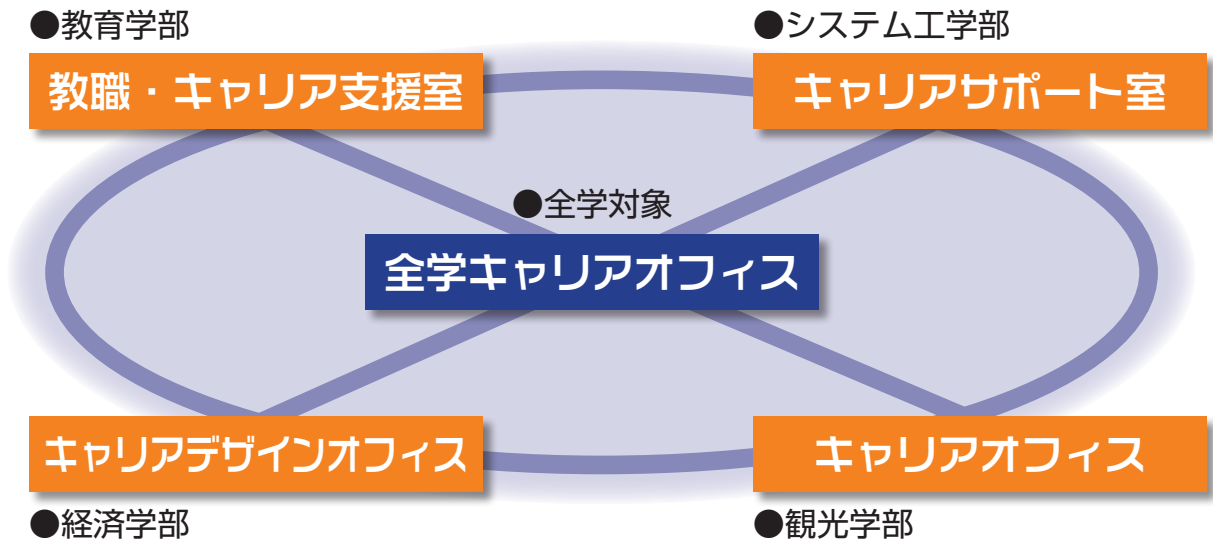 ●教育学部
教職・キャリア支援室
●システム工学部
キャリアサポート室
●全学対象
全学キャリアオフィス
キャリアデザインオフィス
●経済学部
キャリアオフィス
●観光学部